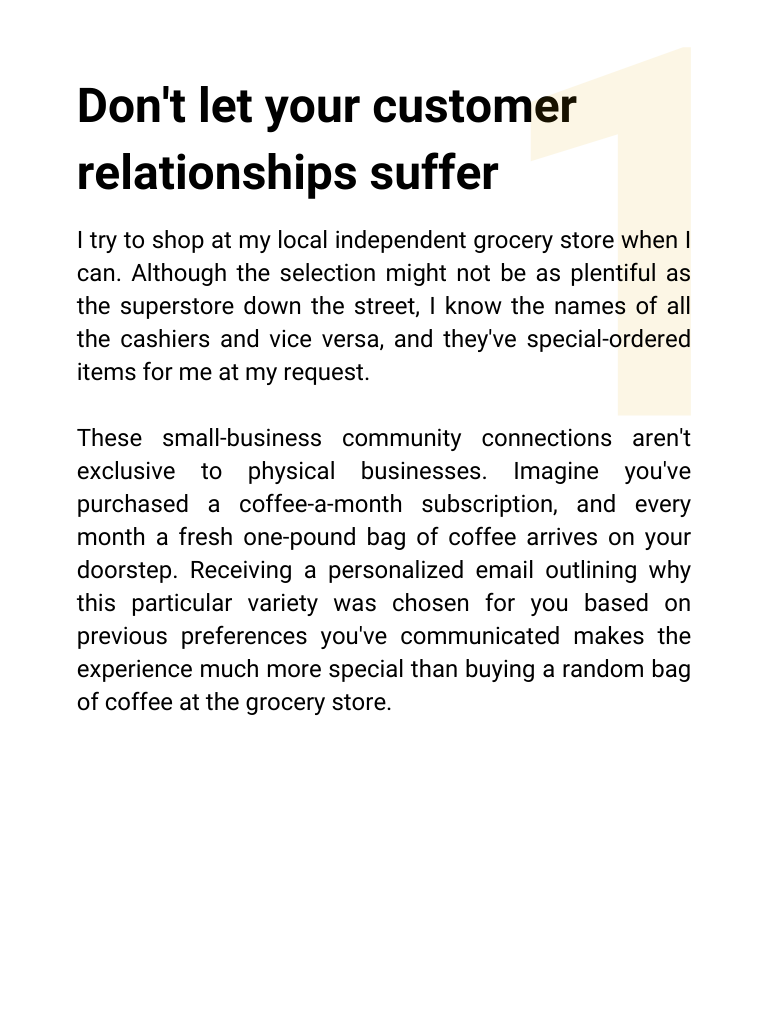 1
Don't let your customer
relationships suffer
I try to shop at my local independent grocery store when I
can. Although the selection might not be as plentiful as
the superstore down the street, I know the names of all
the cashiers and vice versa, and they've special-ordered
items for me at my request.
These small-business community connections aren't
exclusive to physical businesses. Imagine you've
purchased a coffee-a-month subscription, and every
month a fresh one-pound bag of coffee arrives on your
doorstep. Receiving a personalized email outlining why
this particular variety was chosen for you based on
previous preferences you've communicated makes the
experience much more special than buying a random bag
of coffee at the grocery store.